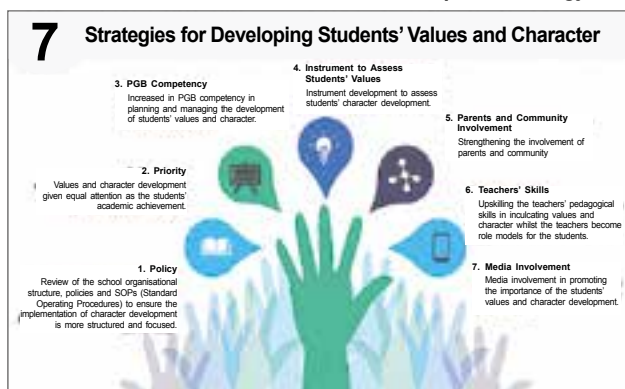 7 Strategies for Developing Students' Values and Character
1. Policy
Review of the school organisational
structure, policies and SOPs (Standard
Operating Procedures) to ensure the
implementation of character development
is more structured and focused.
2. Priority
Values and character development
given equal attention as the students'
academic achievement.
3. PGB Competency
Increased in PGB competency in
planning and managing the development
of students' values and character.
4. Instrument to Assess
Students' Values
Instrument development to assess
students' character development.
5. Parents and Community
Involvement
Strengthening the involvement of
parents and community
6. Teachers' Skills
Upskilling the teachers' pedagogical
skills in inculcating values and
character whilst the teachers become
role models for the students.
7. Media Involvement
Media involvement in promoting
the importance of the students'
values and character development.